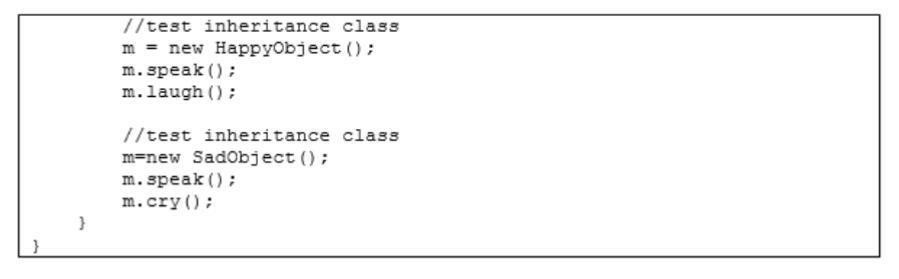 //test inheritance class
m = new HappyObject();
m.speak();
m.laugh();
//test inheritance class
m=new SadObject();
m.speak();
m.cry();
}
}